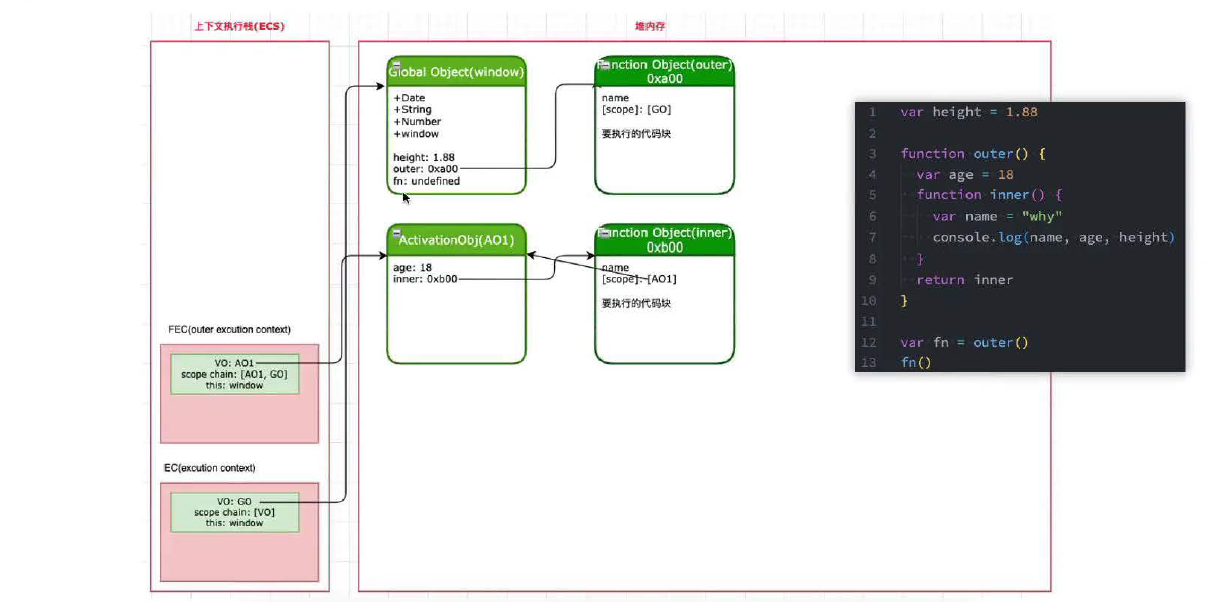 上下文执行栈(ECS)
堆内存
Global Object(window)
+Date
+String
+Number
+window
height: 1.88
outer: 0xa00
fn: undefined
Function Object(outer)
0xa00
name
[scope]: [GO]
要执行的代码块
ActivationObj(AO1)
age: 18
inner: 0xb00
Function Object(inner)
0xb00
name
[scope]: [AO1]
要执行的代码块
FEC(outer excution context)
VO: AO1
scope chain: [AO1, GO]
this: window
EC(excution context)
VO: GO
scope chain: [VO]
this: window
1 var height = 1.88
2
3 function outer() {
4 var age = 18
5 function inner() {
6 var name = "why"
7 console.log(name, age, height)
8 }
9 return inner
10 }
11
12 var fn = outer()
13 fn()